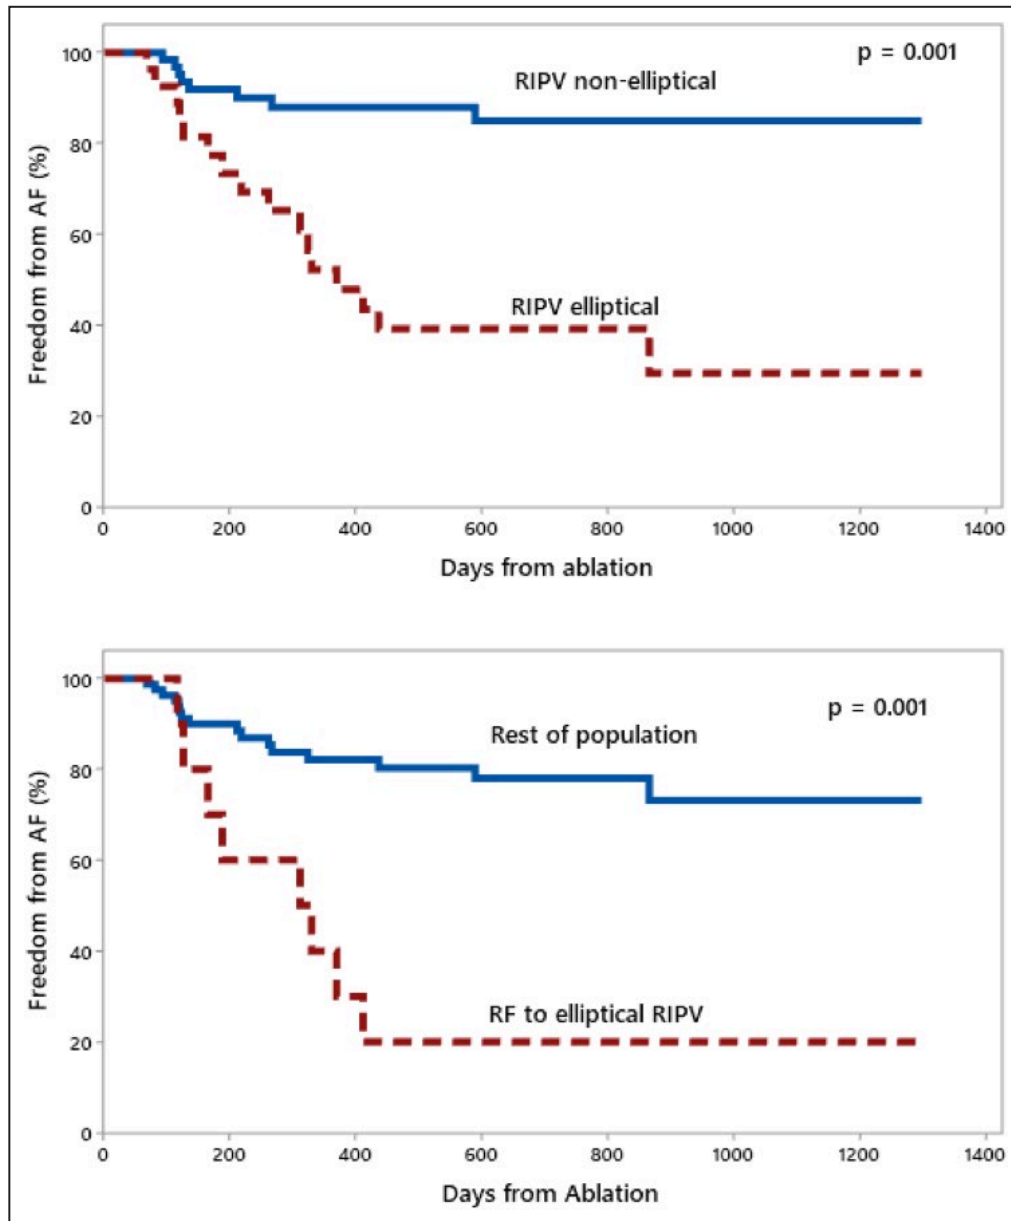 100
p = 0.001
RIPV non-elliptical
80
60
Freedom from AF (%)
RIPV elliptical
40
20
0
0 200 400 600 800 1000 1200 1400
Days from ablation
100
p = 0.001
Rest of population
80
60
Freedom from AF (%)
40
RF to elliptical RIPV
20
0
0 200 400 600 800 1000 1200 1400
Days from Ablation